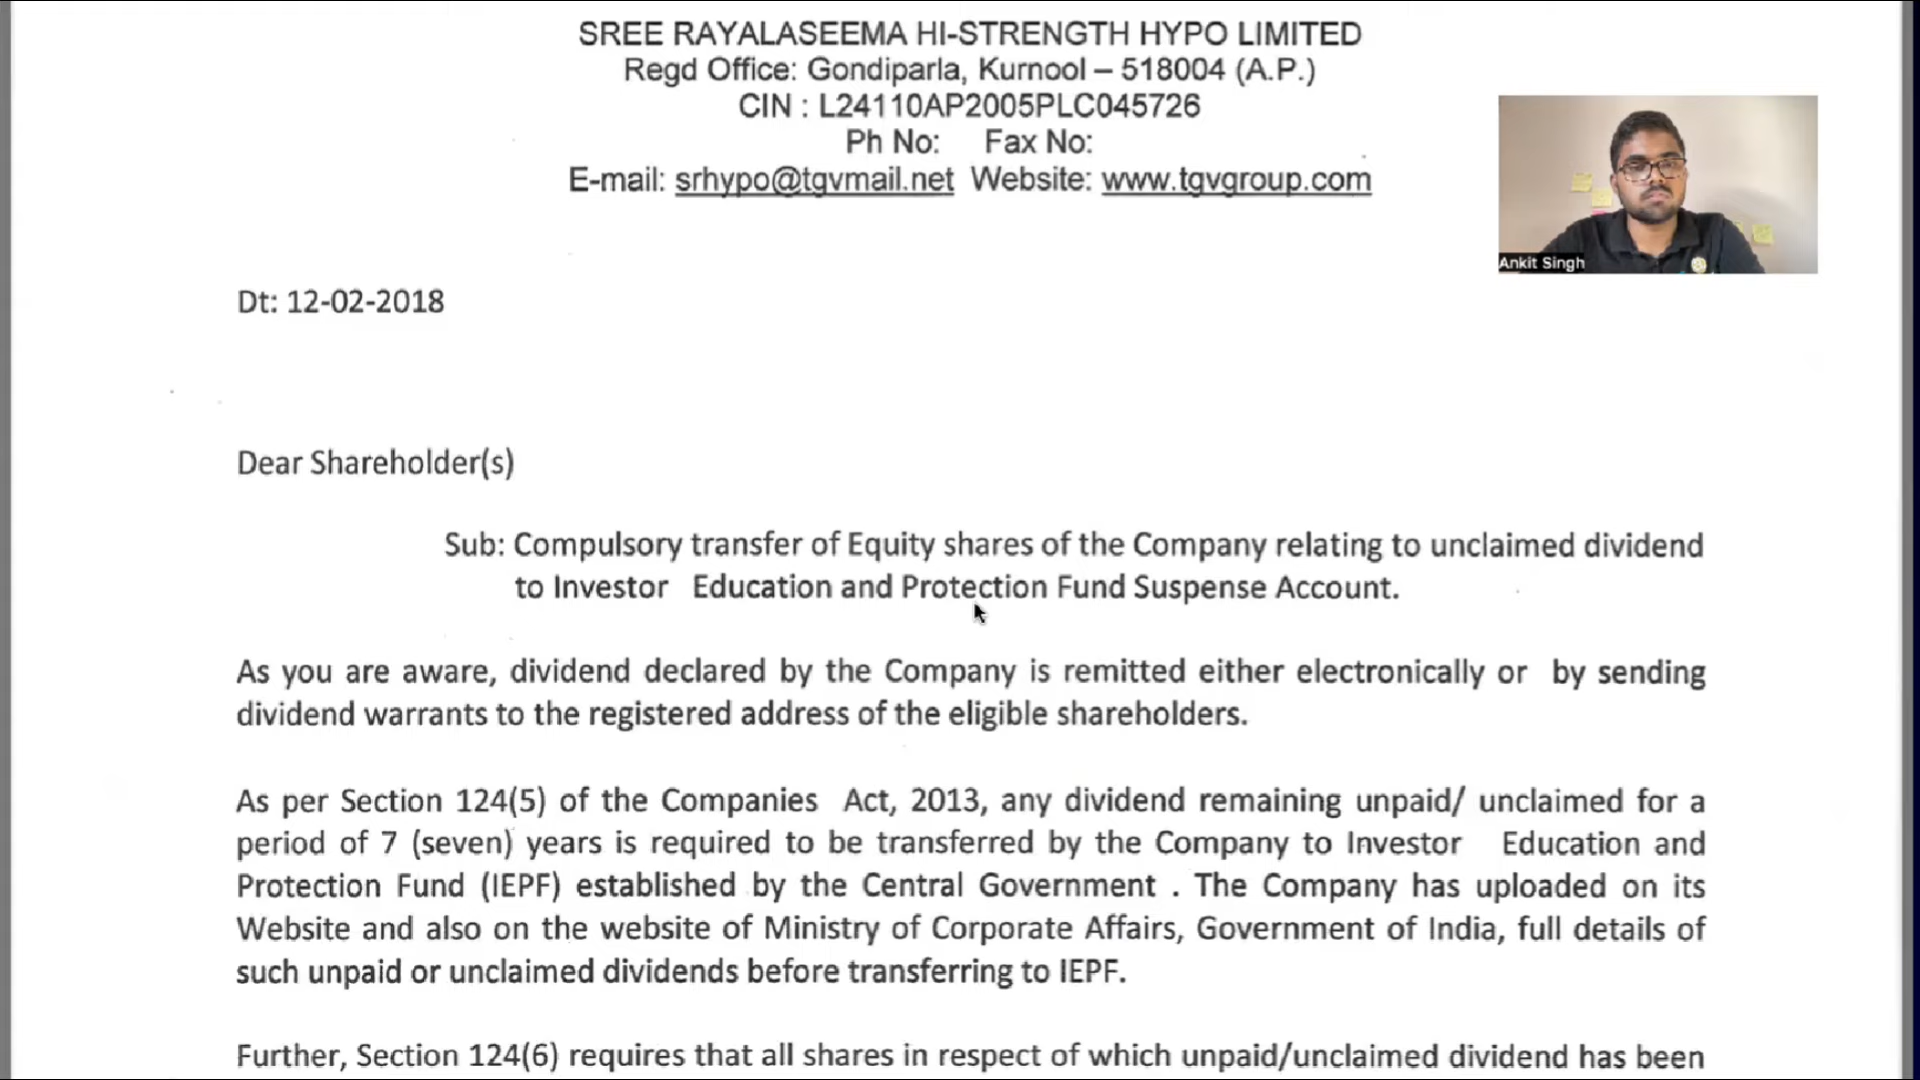 SREE RAYALASEEMA HI-STRENGTH HYPO LIMITED
Regd Office: Gondiparla, Kurnool – 518004 (A.P.)
CIN : L24110AP2005PLC045726
Ph No: Fax No:
E-mail: srhypo@tgvmail.net Website: www.tgvgroup.com
Ankit Singh
Dt: 12-02-2018
Dear Shareholder(s)
Sub: Compulsory transfer of Equity shares of the Company relating to unclaimed dividend
to Investor Education and Protection Fund Suspense Account.
As you are aware, dividend declared by the Company is remitted either electronically or by sending
dividend warrants to the registered address of the eligible shareholders.
As per Section 124(5) of the Companies Act, 2013, any dividend remaining unpaid/ unclaimed for a
period of 7 (seven) years is required to be transferred by the Company to Investor Education and
Protection Fund (IEPF) established by the Central Government . The Company has uploaded on its
Website and also on the website of Ministry of Corporate Affairs, Government of India, full details of
such unpaid or unclaimed dividends before transferring to IEPF.
Further, Section 124(6) requires that all shares in respect of which unpaid/unclaimed dividend has been